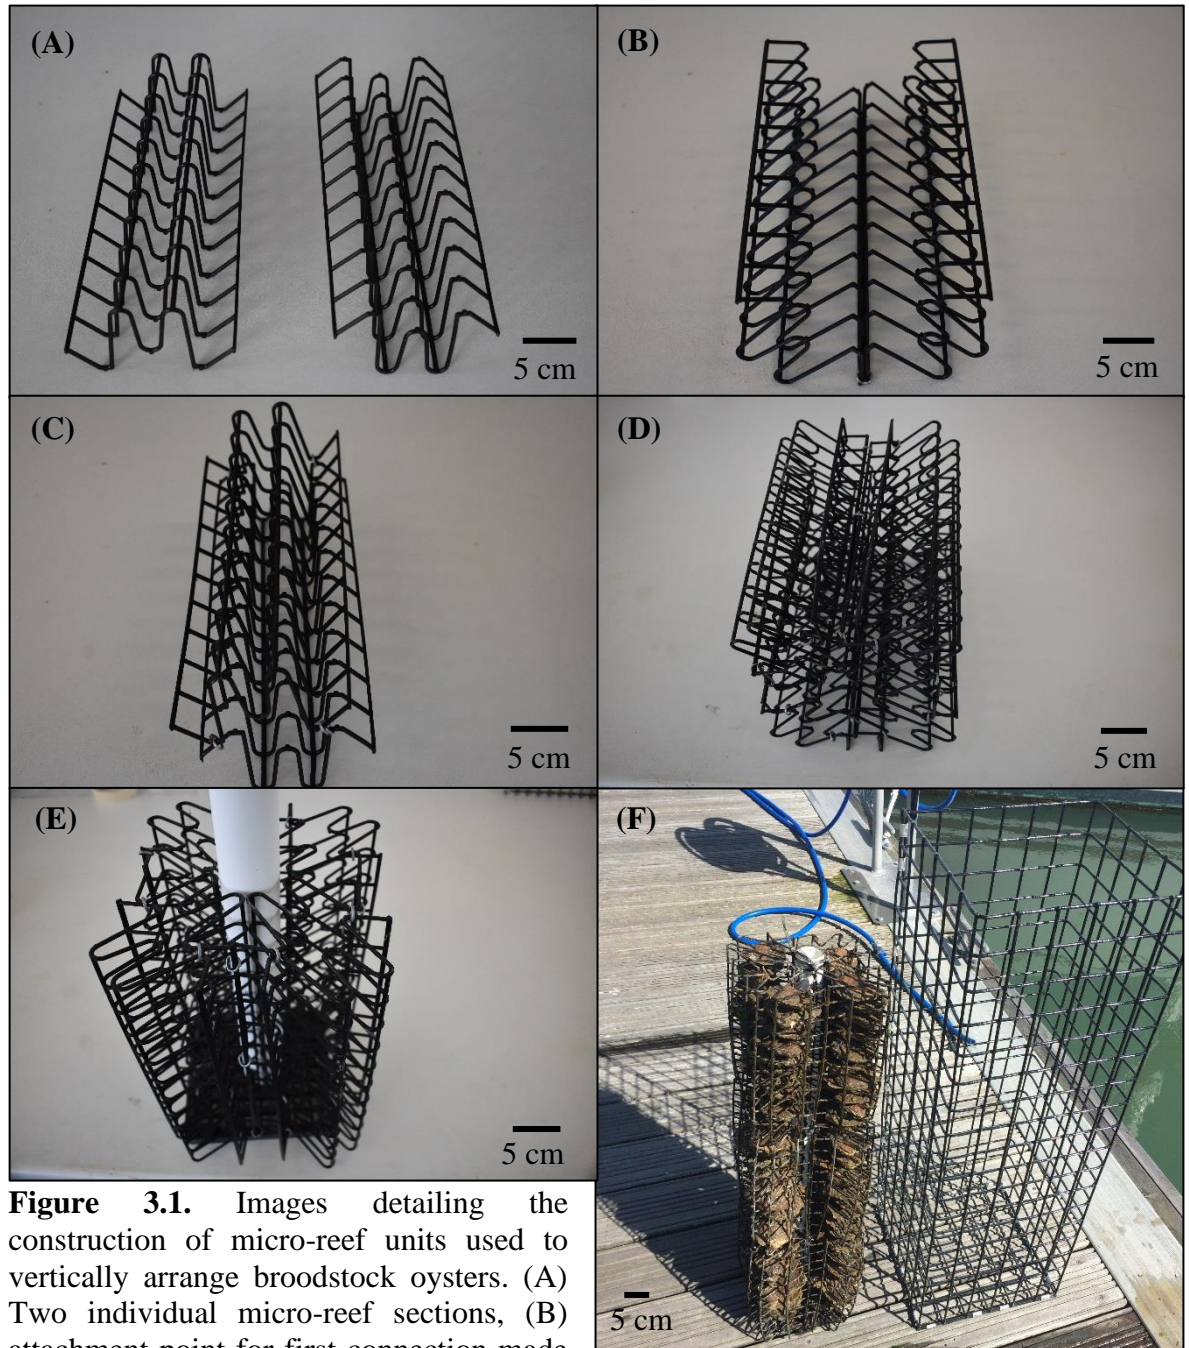 (A)
5 cm
(B)
5 cm
(C)
5 cm
(D)
5 cm
(E)
5 cm
(F)
5 cm
Figure 3.1. Images detailing the
construction of micro-reef units used to
vertically arrange broodstock oysters. (A)
Two individual micro-reef sections, (B)
attachment point for first connection made